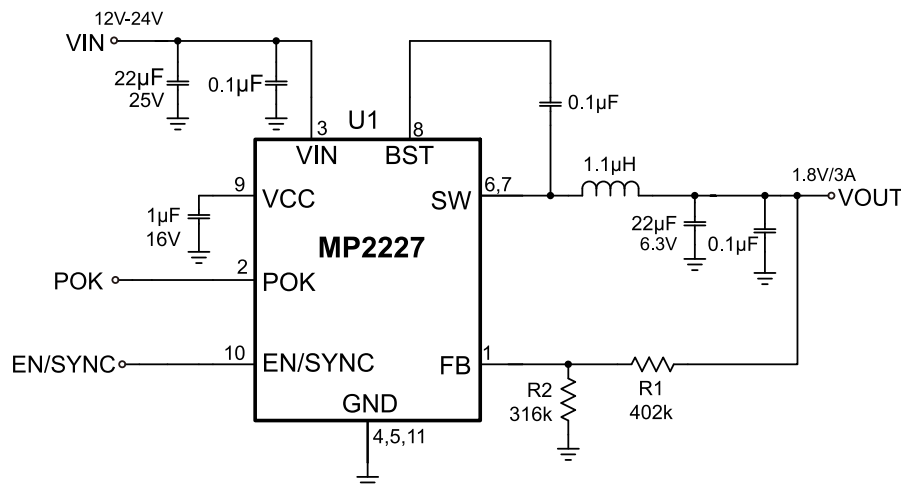 12V-24V
VIN
22µF
25V
0.1µF
U1
3
8
VIN
BST
0.1µF
9
VCC
1µF
16V
6,7
SW
1.1µH
1.8V/3A
VOUT
22µF
6.3V
0.1µF
MP2227
POK
2
POK
EN/SYNC
10
EN/SYNC
FB
1
R2
316k
R1
402k
GND
4,5,11